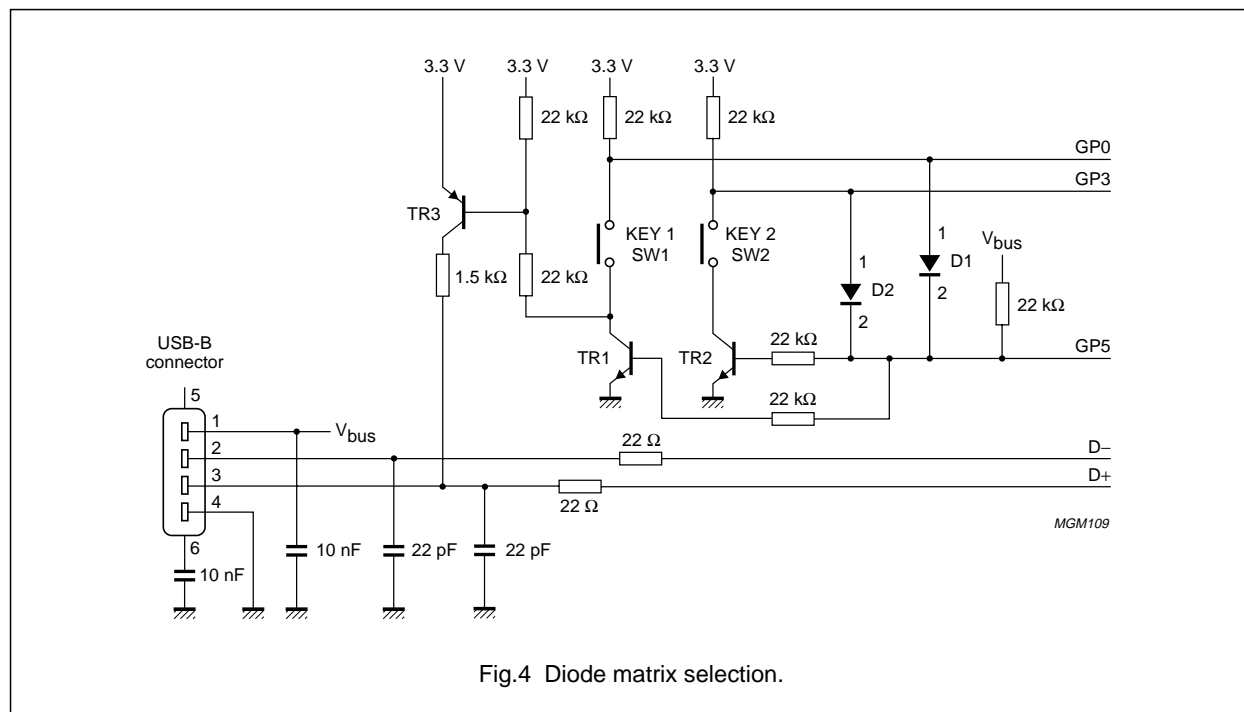 3.3 V 3.3 V 3.3 V 3.3 V
22 kΩ 22 kΩ 22 kΩ
GP0
GP3
TR3
KEY 1
SW1
KEY 2
SW2
1
D1
2
1
D2
2
Vbus
22 kΩ
1.5 kΩ
22 kΩ
USB-B
connector
TR1
TR2
22 kΩ
GP5
22 kΩ
5
1
Vbus
2
22 Ω
D−
3
22 Ω
D+
4
6
MGM109
10 nF
10 nF
22 pF
22 pF
Fig.4 Diode matrix selection.